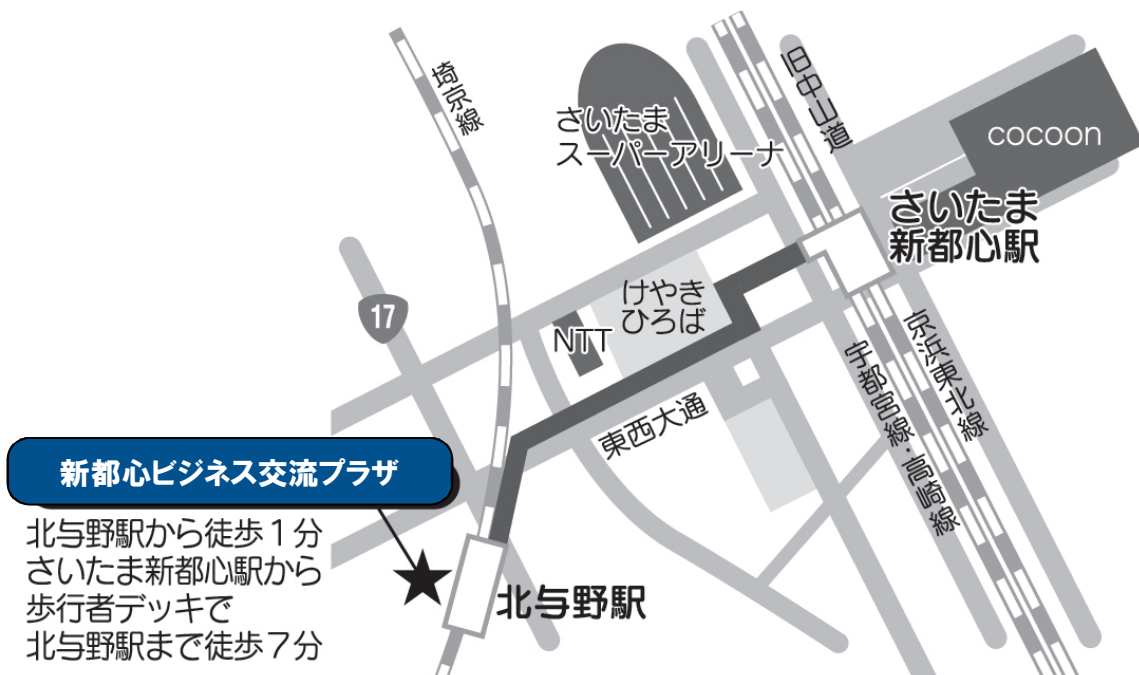 埼京線
さいたま
スーパーアリーナ
旧中山道
cocoon
さいたま
新都心駅
17
けやき
ひろば
NTT
東西大通
宇都宮線・高崎線
京浜東北線
新都心ビジネス交流プラザ
北与野駅から徒歩1分
さいたま新都心駅から
歩行者デッキで
北与野駅まで徒歩7分
北与野駅